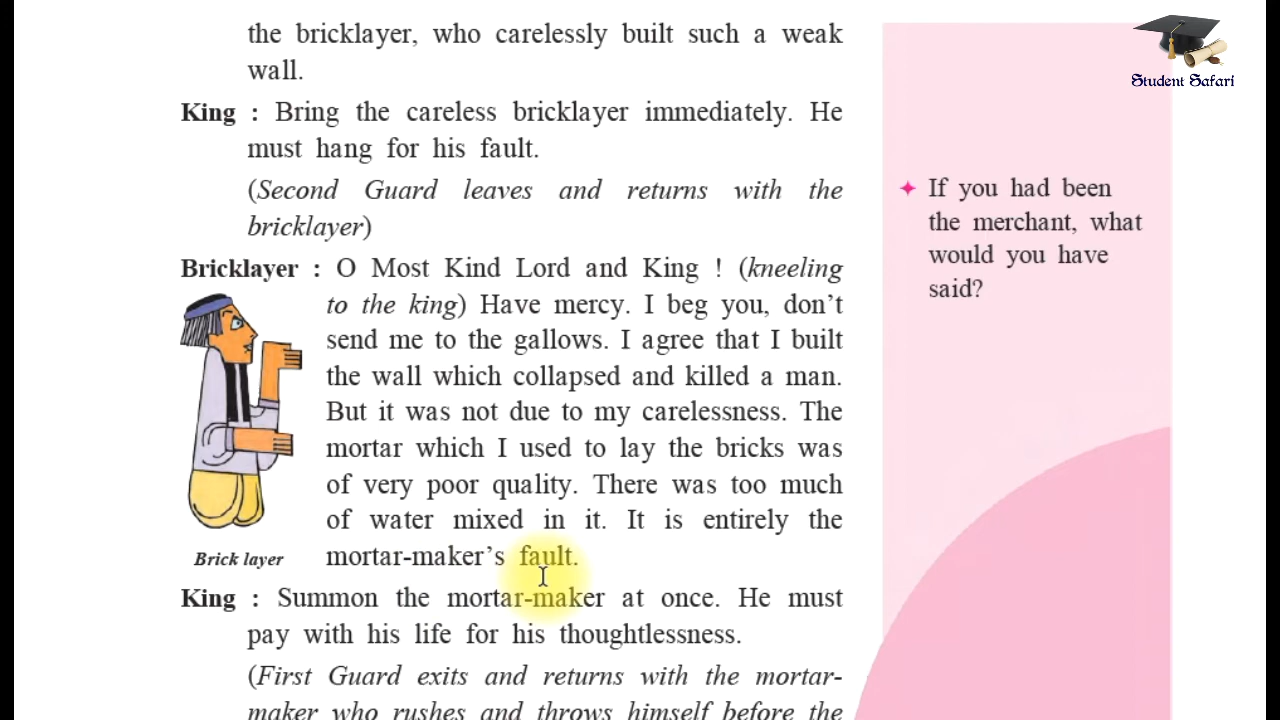 the bricklayer, who carelessly built such a weak
wall.
King : Bring the careless bricklayer immediately. He
must hang for his fault.
(Second Guard leaves and returns with the
bricklayer)
Bricklayer : O Most Kind Lord and King ! (kneeling
to the king) Have mercy. I beg you, don’t
send me to the gallows. I agree that I built
the wall which collapsed and killed a man.
But it was not due to my carelessness. The
mortar which I used to lay the bricks was
of very poor quality. There was too much
of water mixed in it. It is entirely the
mortar-maker’s fault.
Brick layer
King : Summon the mortar-maker at once. He must
pay with his life for his thoughtlessness.
(First Guard exits and returns with the mortar-
maker who rushes and throws himself before the
If you had been
the merchant, what
would you have
said?
Student Safari